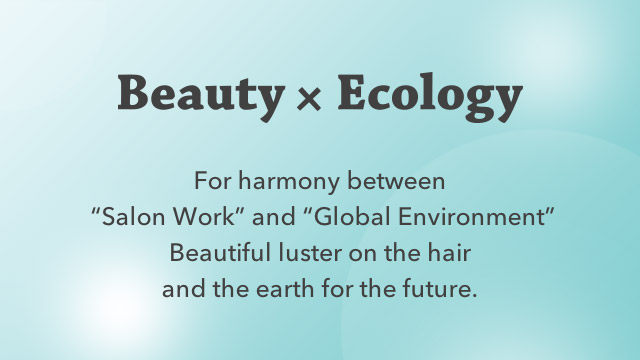 Beauty × Ecology
For harmony between
“Salon Work” and “Global Environment”
Beautiful luster on the hair
and the earth for the future.